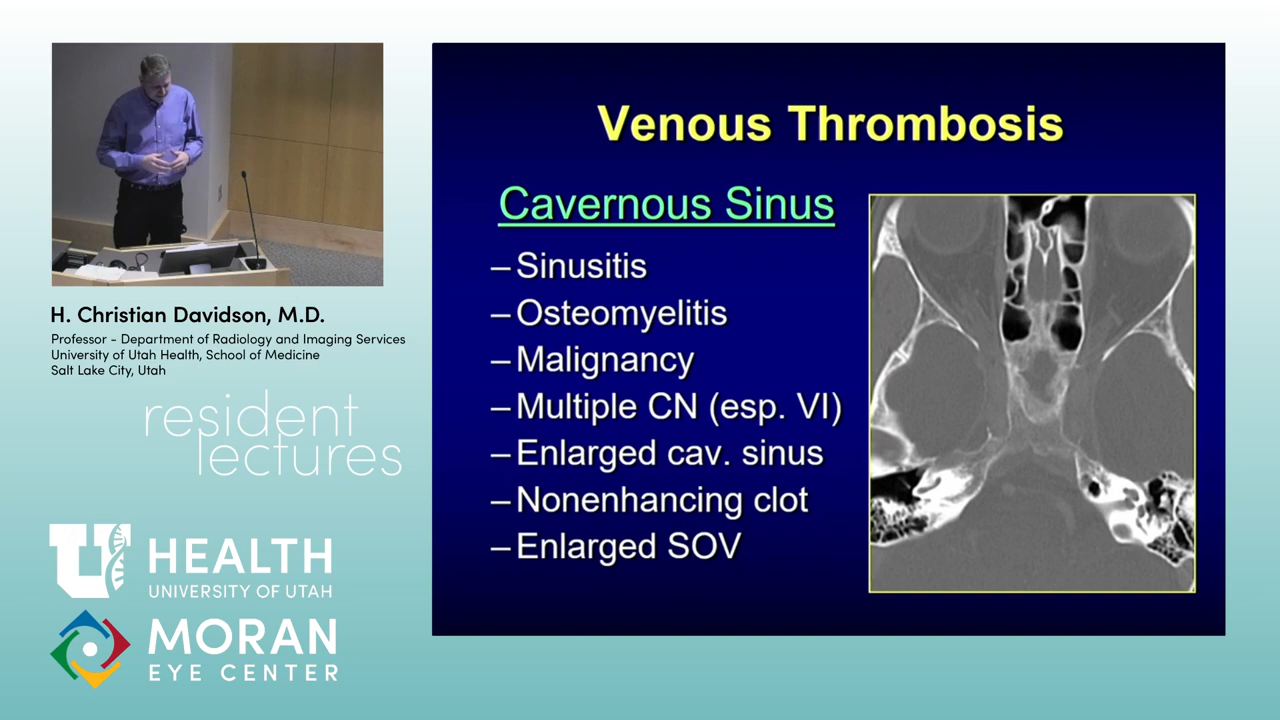 Venous Thrombosis
Cavernous Sinus
– Sinusitis
– Osteomyelitis
– Malignancy
– Multiple CN (esp. VI)
– Enlarged cav. sinus
– Nonenhancing clot
– Enlarged SOV
H. Christian Davidson, M.D.
Professor - Department of Radiology and Imaging Services
University of Utah Health, School of Medicine
Salt Lake City, Utah
resident
lectures
U HEALTH
UNIVERSITY OF UTAH
MORAN
EYE CENTER